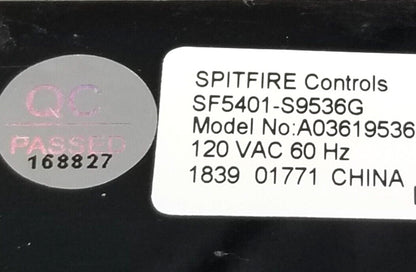 QC
PASSED
168827
SPITFIRE Controls
SF5401-S9536G
Model No:A03619536
120 VAC 60 Hz
1839 01771 CHINA